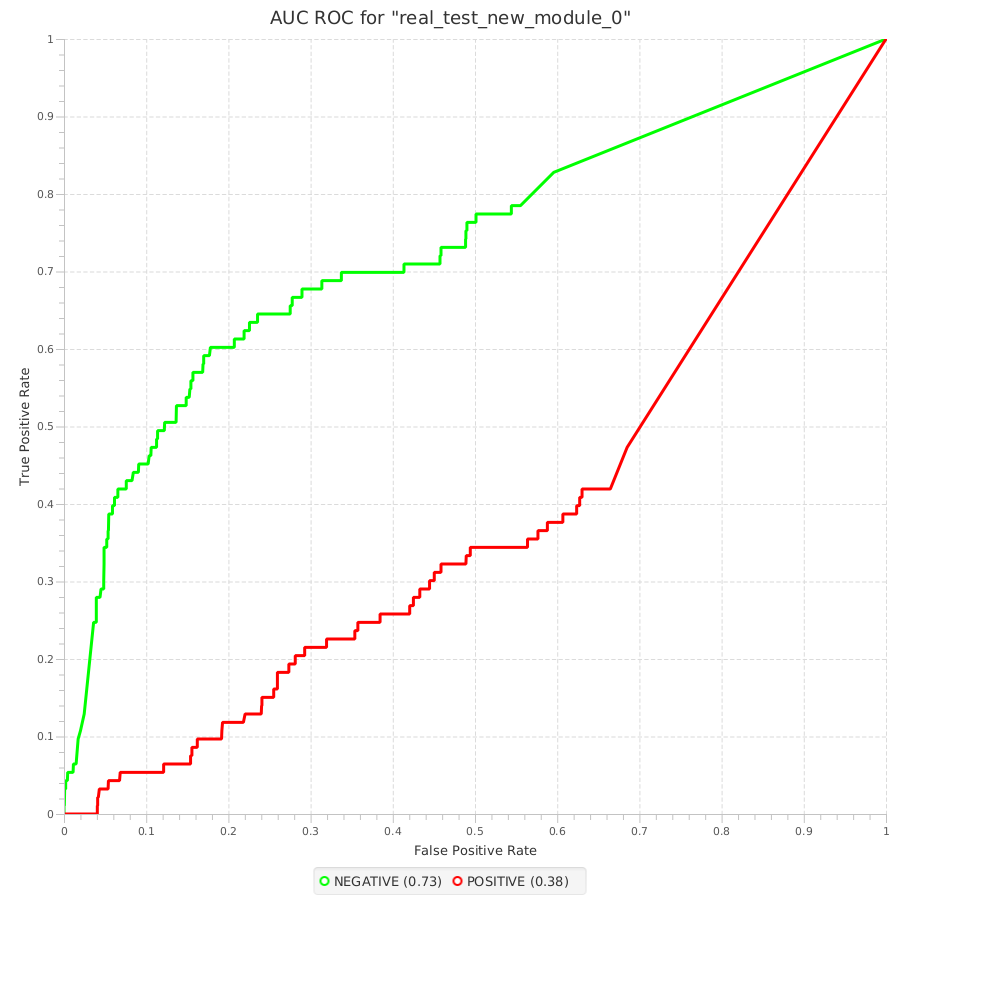 AUC ROC for "real_test_new_module_0"
1
0.9
0.8
0.7
0.6
0.5
0.4
0.3
0.2
0.1
0
True Positive Rate
0 0.1 0.2 0.3 0.4 0.5 0.6 0.7 0.8 0.9 1
False Positive Rate
NEGATIVE (0.73) POSITIVE (0.38)